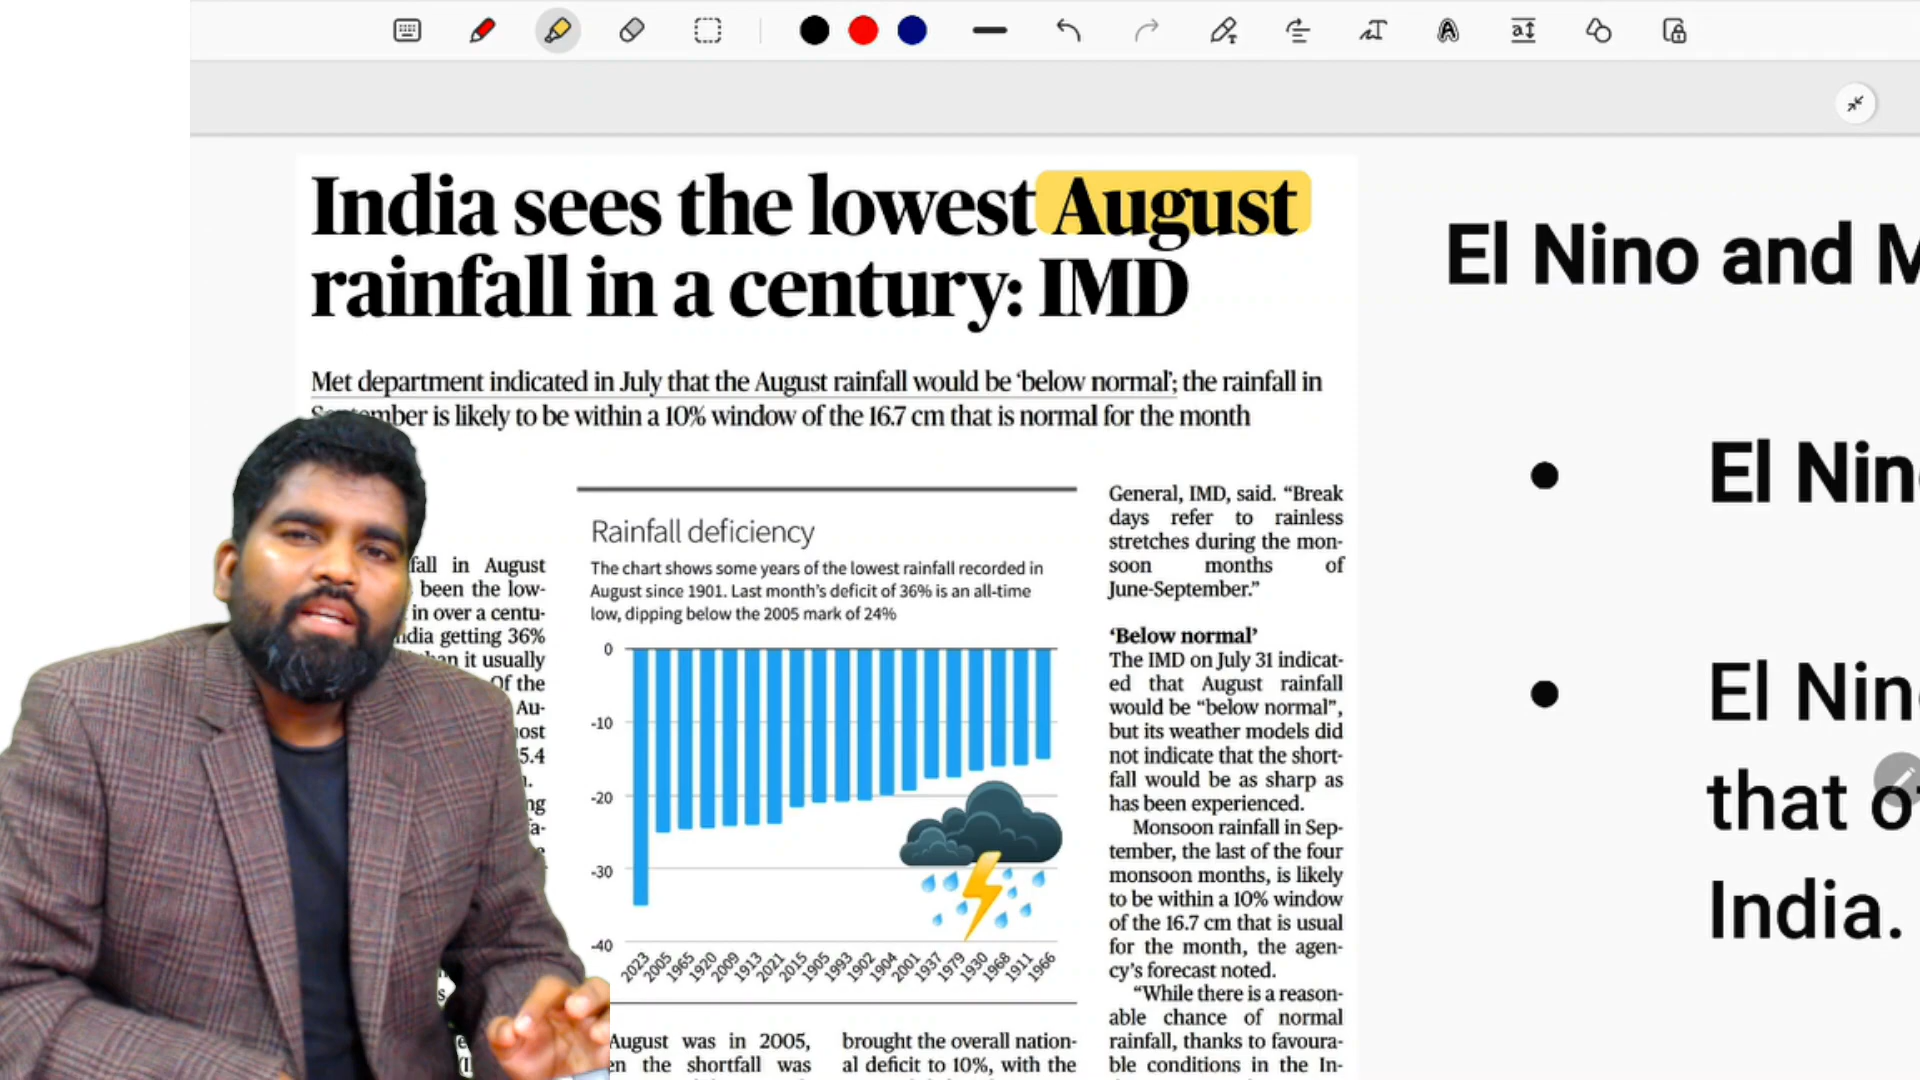 India sees the lowest August
rainfall in a century: IMD
Met department indicated in July that the August rainfall would be ‘below normal’; the rainfall in
September is likely to be within a 10% window of the 16.7 cm that is normal for the month
fall in August
been the low-
in over a centu-
India getting 36%
than it usually
Of the
Au-
5.4
Rainfall deficiency
The chart shows some years of the lowest rainfall recorded in
August since 1901. Last month's deficit of 36% is an all-time
low, dipping below the 2005 mark of 24%
0
-10
-20
-30
-40
2023 2005 1965 1920 2009 1913 2021 2015 1905 1993 1902 1904 2001 1937 1979 1930 1968 1911 1966
August was in 2005,
the shortfall was
brought the overall nation-
al deficit to 10%, with the
General, IMD, said. “Break
days refer to rainless
stretches during the mon-
soon months of
June-September.”
‘Below normal’
The IMD on July 31 indicat-
ed that August rainfall
would be “below normal”,
but its weather models did
not indicate that the short-
fall would be as sharp as
has been experienced.
Monsoon rainfall in Sep-
tember, the last of the four
monsoon months, is likely
to be within a 10% window
of the 16.7 cm that is usual
for the month, the agen-
cy’s forecast noted.
“While there is a reason-
able chance of normal
rainfall, thanks to favoura-
ble conditions in the In-
El Nino and M
El Nin
El Nin
that of
India.